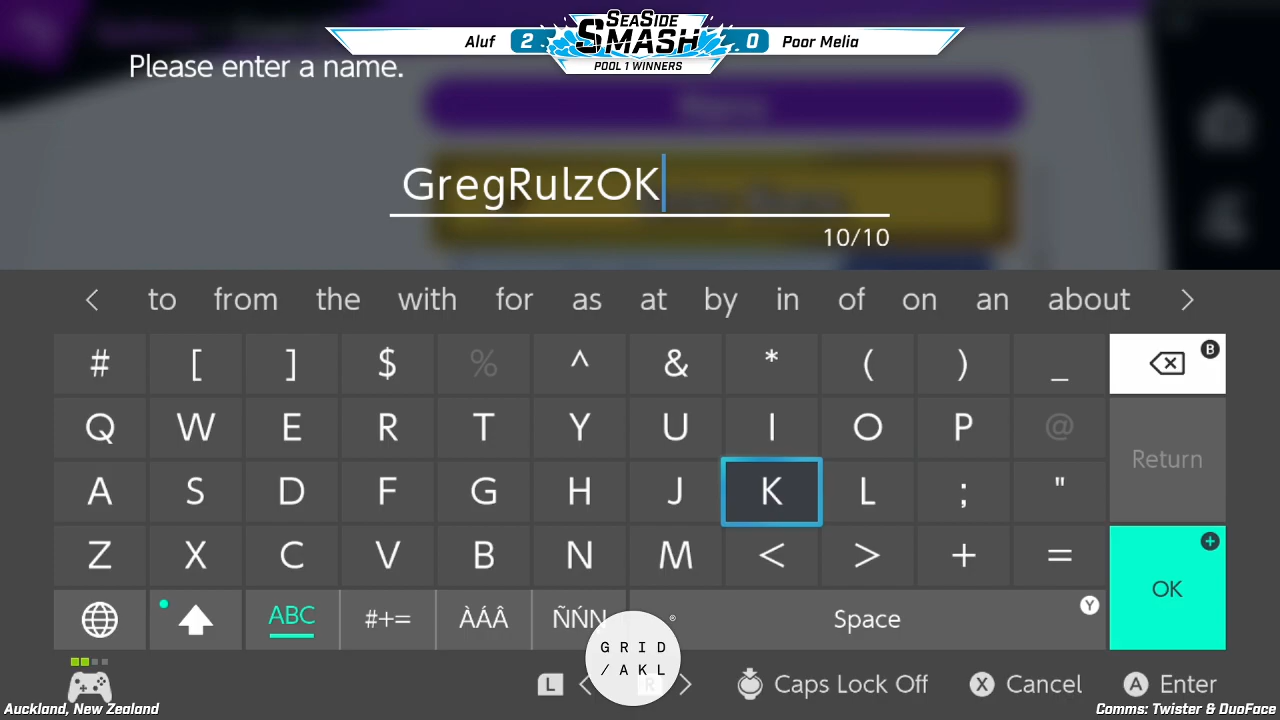 Aluf 2 SEASIDE SMASH 0 Poor Melia
POOL 1 WINNERS
Please enter a name.
GregRulzOK
10/10
< to from the with for as at by in of on an about >
# [ ] $ % ^ & * ( ) _ B
Q W E R T Y U I O P @ Return
A S D F G H J K L ; "
Z X C V B N M < > + = + OK
ABC #+= ÀÁÂ ÑŃN Space Y
GRID
/ AKL
L < R > Caps Lock Off X Cancel A Enter
Auckland, New Zealand Comms: Twister & DuoFace